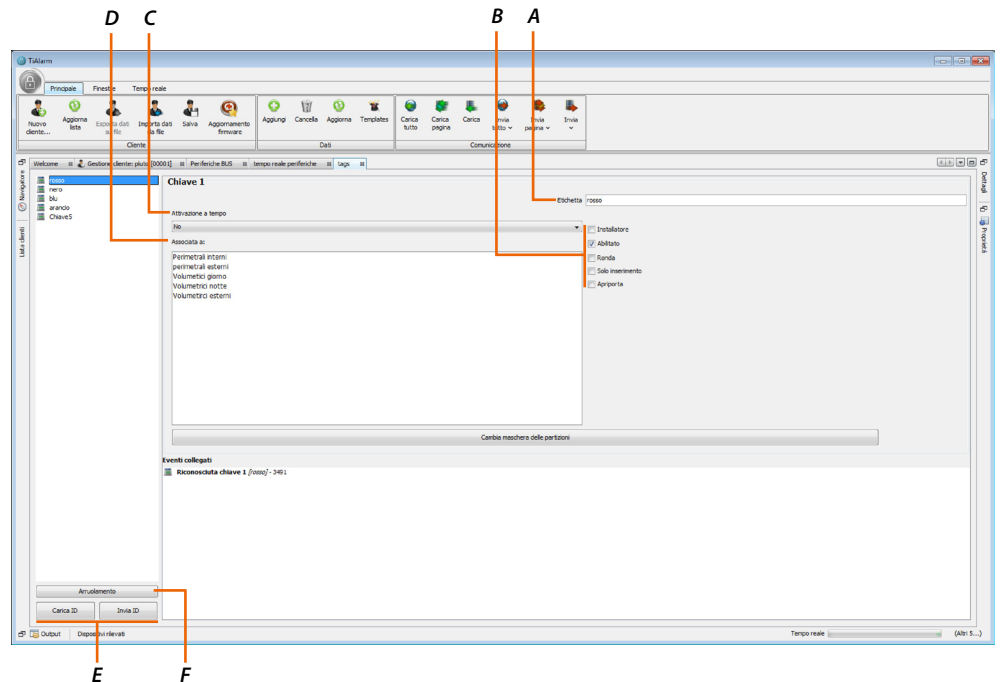 D C B A
TiAlarm
Principale Finestre Tempo reale
Nuovo cliente... Aggiorna lista Esporta dati su file Importa dati da file Salva Aggiornamento firmware Aggiungi Cancella Aggiorna Templates Carica tutto Carica pagina Carica Invia tutto Invia pagina Invia
Cliente Dati Comunicazione
Welcome Gestione cliente: pluto [00001] Periferiche BUS tempo reale periferiche tags
Navigatore
Lista clienti
Dettagli
Proprietà
rosso
nero
blu
arancio
Chiave5
Chiave 1
Etichetta rosso
Attivazione a tempo
No
Associata a:
Perimetrali interni
perimetrali esterni
Volumetici giorno
Volumetrici notte
Volumetirci esterni
Installatore
Abilitato
Ronda
Solo inserimento
Apriporta
Cambia maschera delle partizioni
Eventi collegati
Riconosciuta chiave 1 [rosso] - 3491
Arruolamento
Carica ID Invia ID
Output Dispositivi rilevati Tempo reale (Altri 5...)
E F